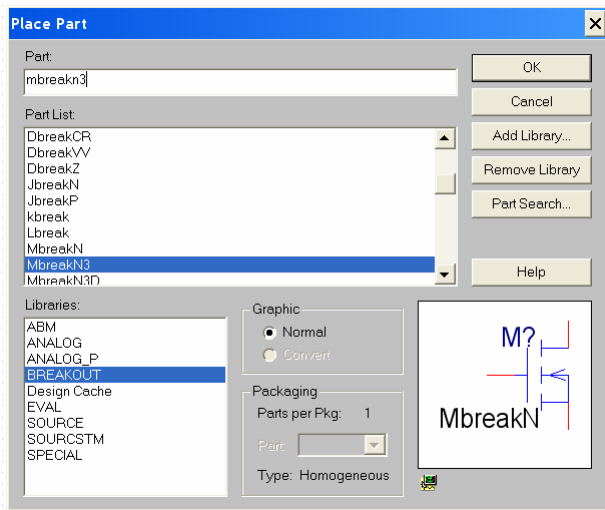 Place Part
Part:
mbreakn3
OK
Cancel
Part List:
Add Library...
DbreakCR
DbreakVV
DbreakZ
Remove Library
JbreakN
JbreakP
kbreak
Part Search...
Lbreak
MbreakN
MbreakN3
MbreakN3D
Help
Libraries:
ABM
ANALOG
ANALOG_P
BREAKOUT
Design Cache
EVAL
SOURCE
SOURCSTM
SPECIAL
Graphic
Normal
Convert
Packaging
Parts per Pkg: 1
Part:
Type: Homogeneous
M?
MbreakN